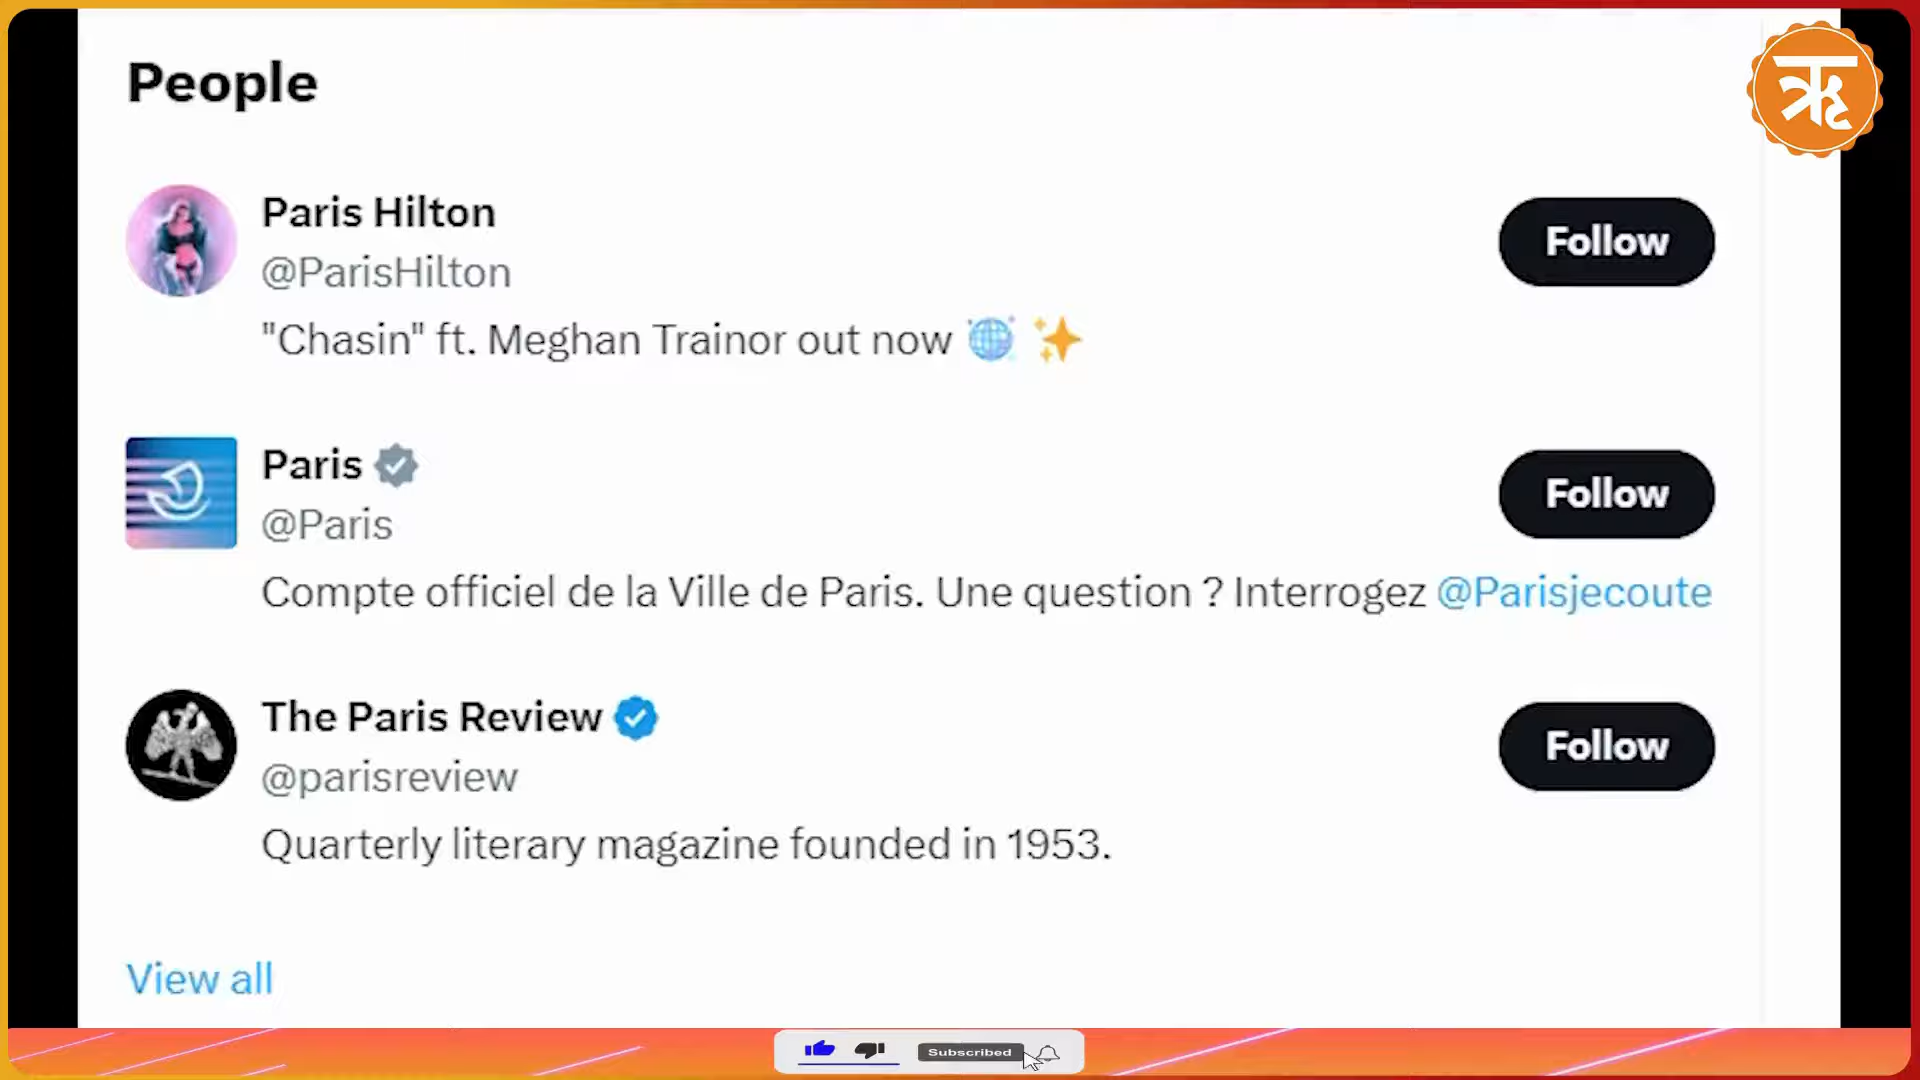 People
ऋ
Paris Hilton
@ParisHilton
Follow
"Chasin" ft. Meghan Trainor out now 🪩 ✨
Paris
@Paris
Follow
Compte officiel de la Ville de Paris. Une question ? Interrogez @Parisjecoute
The Paris Review
@parisreview
Follow
Quarterly literary magazine founded in 1953.
View all
Subscribed